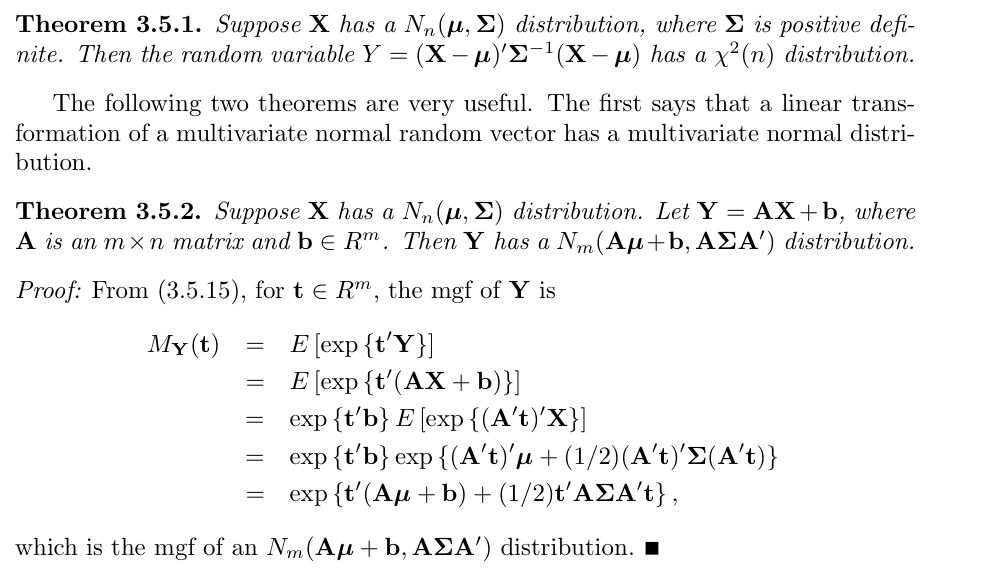 Theorem 3.5.1. Suppose X has a Nₙ(μ, Σ) distribution, where Σ is positive defi-
nite. Then the random variable Y = (X − μ)′Σ⁻¹(X − μ) has a χ²(n) distribution.
The following two theorems are very useful. The first says that a linear trans-
formation of a multivariate normal random vector has a multivariate normal distri-
bution.
Theorem 3.5.2. Suppose X has a Nₙ(μ, Σ) distribution. Let Y = AX + b, where
A is an m × n matrix and b ∈ Rᵐ. Then Y has a Nₘ(Aμ + b, AΣA′) distribution.
Proof: From (3.5.15), for t ∈ Rᵐ, the mgf of Y is
M_Y(t) = E [exp {t′Y}]
= E [exp {t′(AX + b)}]
= exp {t′b} E [exp {(A′t)′X}]
= exp {t′b} exp {(A′t)′μ + (1/2)(A′t)′Σ(A′t)}
= exp {t′(Aμ + b) + (1/2)t′AΣA′t} ,
which is the mgf of an Nₘ(Aμ + b, AΣA′) distribution. ■